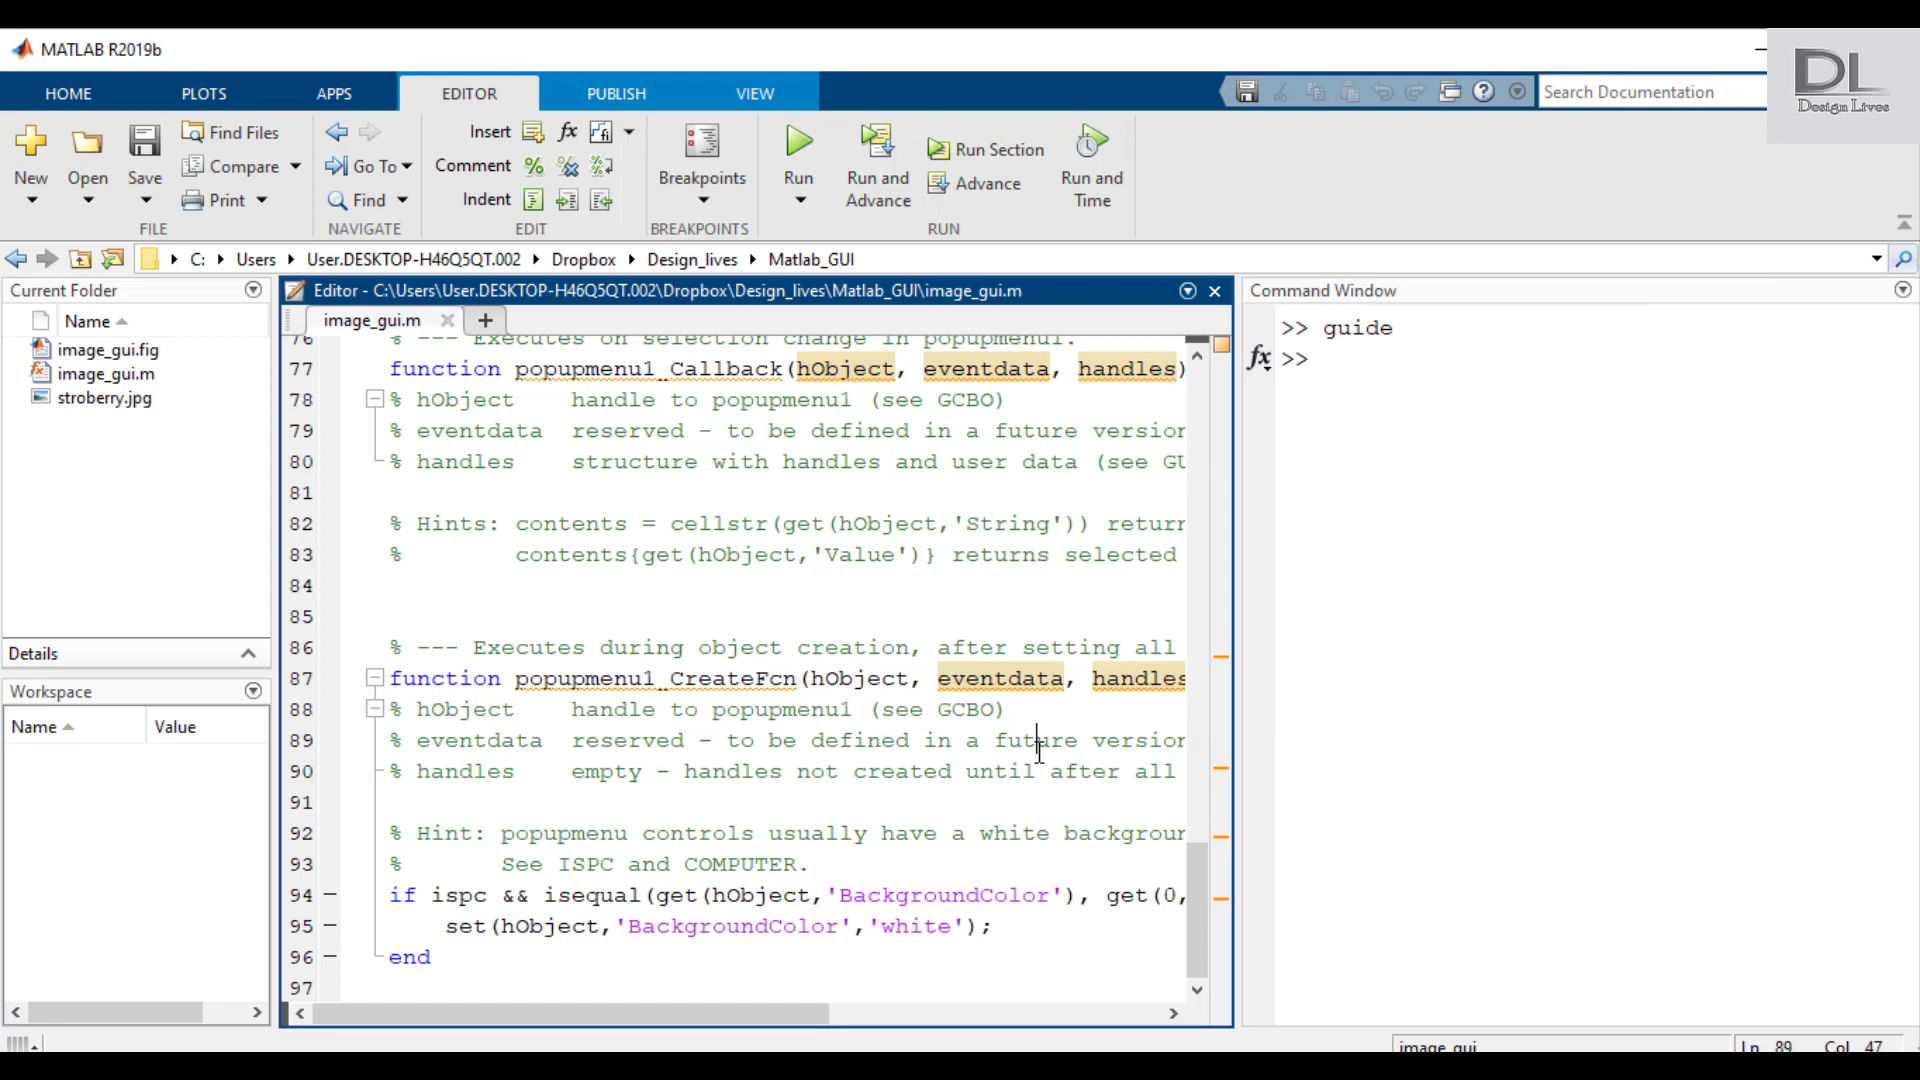 MATLAB R2019b
DL
Design Lives
HOME PLOTS APPS EDITOR PUBLISH VIEW Search Documentation
New Open Save Find Files Compare Print
FILE
Go To Find
NAVIGATE
Insert fx
Comment
Indent
EDIT
Breakpoints
BREAKPOINTS
Run Run and Advance Run Section Advance Run and Time
RUN
C: Users User.DESKTOP-H46Q5QT.002 Dropbox Design_lives Matlab_GUI
Current Folder
Name
image_gui.fig
image_gui.m
stroberry.jpg
Details
Workspace
Name Value
Editor - C:\Users\User.DESKTOP-H46Q5QT.002\Dropbox\Design_lives\Matlab_GUI\image_gui.m
image_gui.m
76 % --- Executes on selection change in popupmenu1.
77 function popupmenu1_Callback(hObject, eventdata, handles)
78 % hObject    handle to popupmenu1 (see GCBO)
79 % eventdata  reserved - to be defined in a future version
80 % handles    structure with handles and user data (see GU
81
82 % Hints: contents = cellstr(get(hObject,'String')) return
83 %        contents{get(hObject,'Value')} returns selected
84
85
86 % --- Executes during object creation, after setting all
87 function popupmenu1_CreateFcn(hObject, eventdata, handles
88 % hObject    handle to popupmenu1 (see GCBO)
89 % eventdata  reserved - to be defined in a future version
90 % handles    empty - handles not created until after all
91
92 % Hint: popupmenu controls usually have a white backgroun
93 %       See ISPC and COMPUTER.
94 if ispc && isequal(get(hObject,'BackgroundColor'), get(0,
95     set(hObject,'BackgroundColor','white');
96 end
97
Command Window
>> guide
fx >>
image_gui Ln 89 Col 47